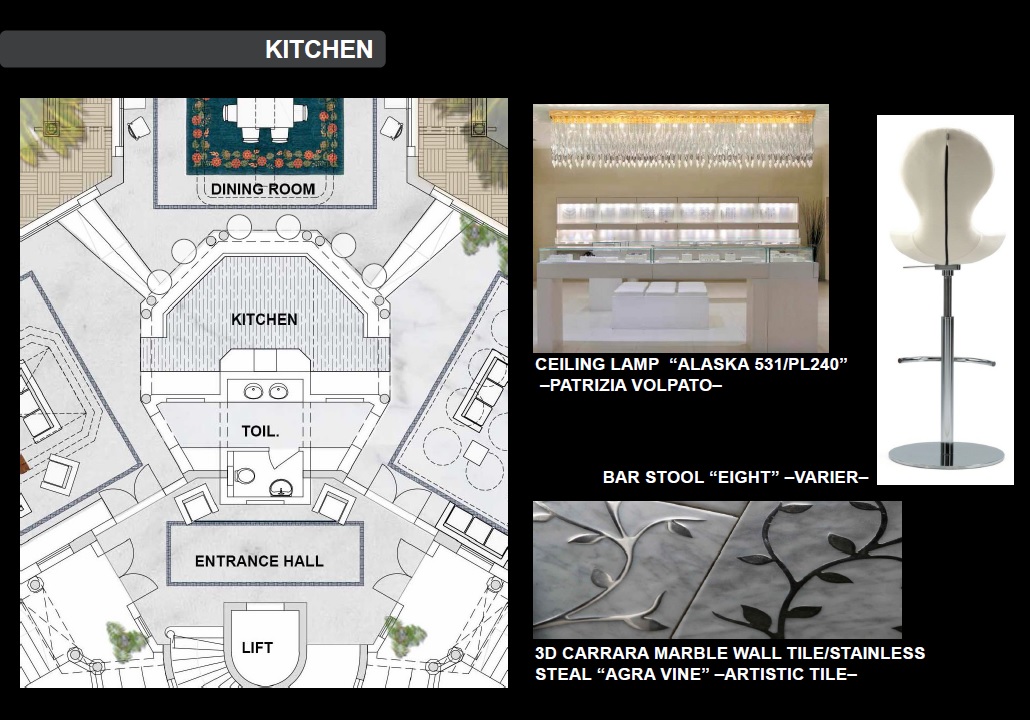 KITCHEN
DINING ROOM
KITCHEN
TOIL.
ENTRANCE HALL
LIFT
CEILING LAMP “ALASKA 531/PL240”
–PATRIZIA VOLPATO–
BAR STOOL “EIGHT” –VARIER–
3D CARRARA MARBLE WALL TILE/STAINLESS
STEAL “AGRA VINE” –ARTISTIC TILE–